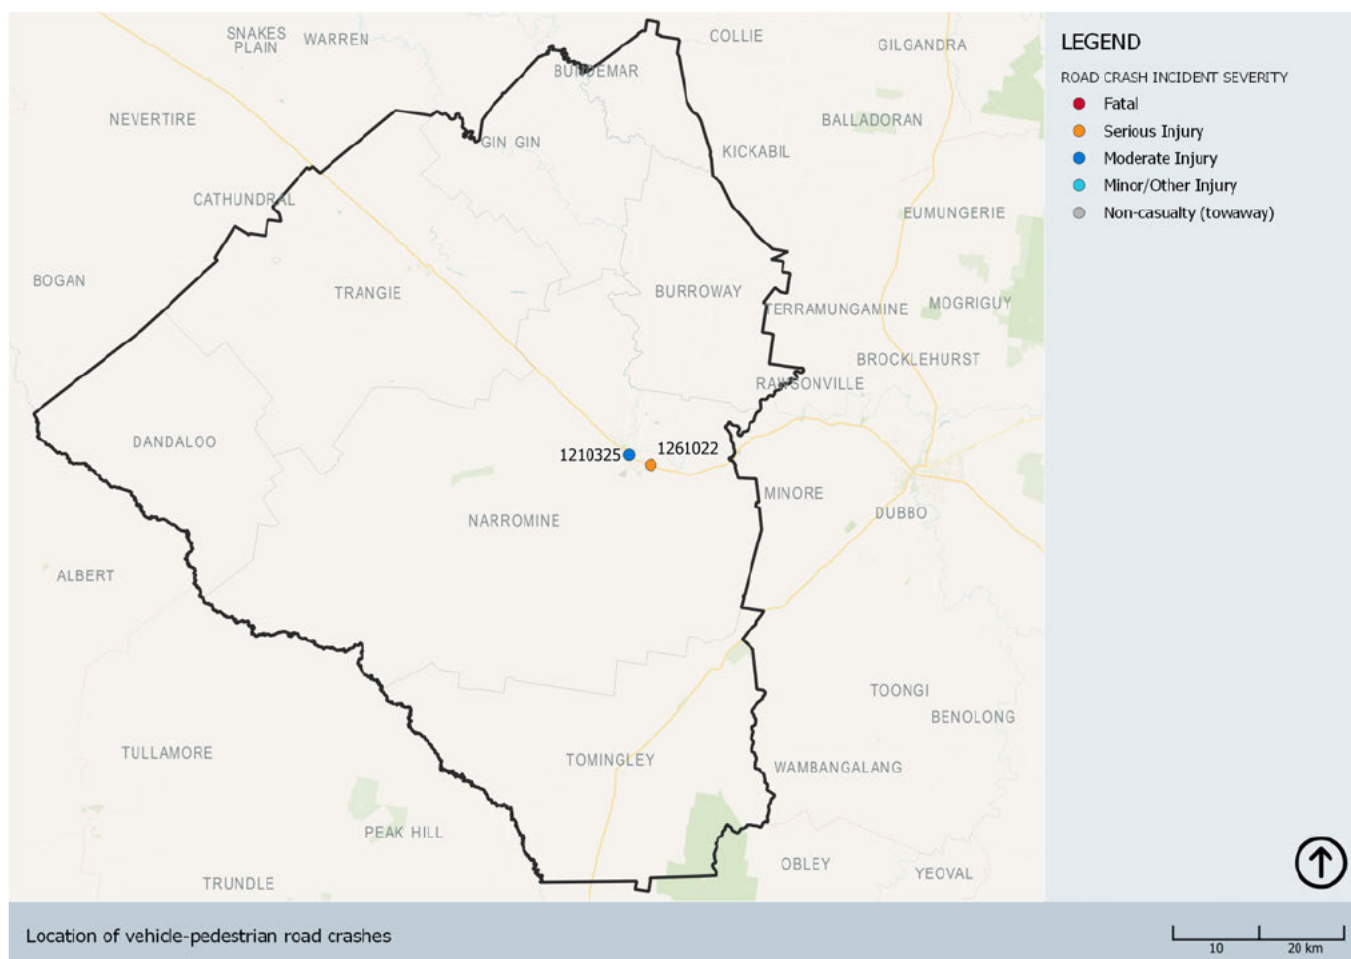 SNAKES
PLAIN
WARREN
COLLIE
GILGANDRA
BUNDEMAR
NEVERTIRE
BALLADORAN
GIN GIN
KICKABIL
CATHUNDRAL
EUMUNGERIE
BOGAN
TRANGIE
BURROWAY
TERRAMUNGAMINE
MOGRIGUY
BROCKLEHURST
RAWSONVILLE
DANDALOO
1210325
1261022
MINORE
NARROMINE
DUBBO
ALBERT
TOONGI
BENOLONG
TULLAMORE
TOMINGLEY
WAMBANGALANG
PEAK HILL
OBLEY
YEOVAL
TRUNDLE
LEGEND
ROAD CRASH INCIDENT SEVERITY
Fatal
Serious Injury
Moderate Injury
Minor/Other Injury
Non-casualty (towaway)
Location of vehicle-pedestrian road crashes
10 20 km